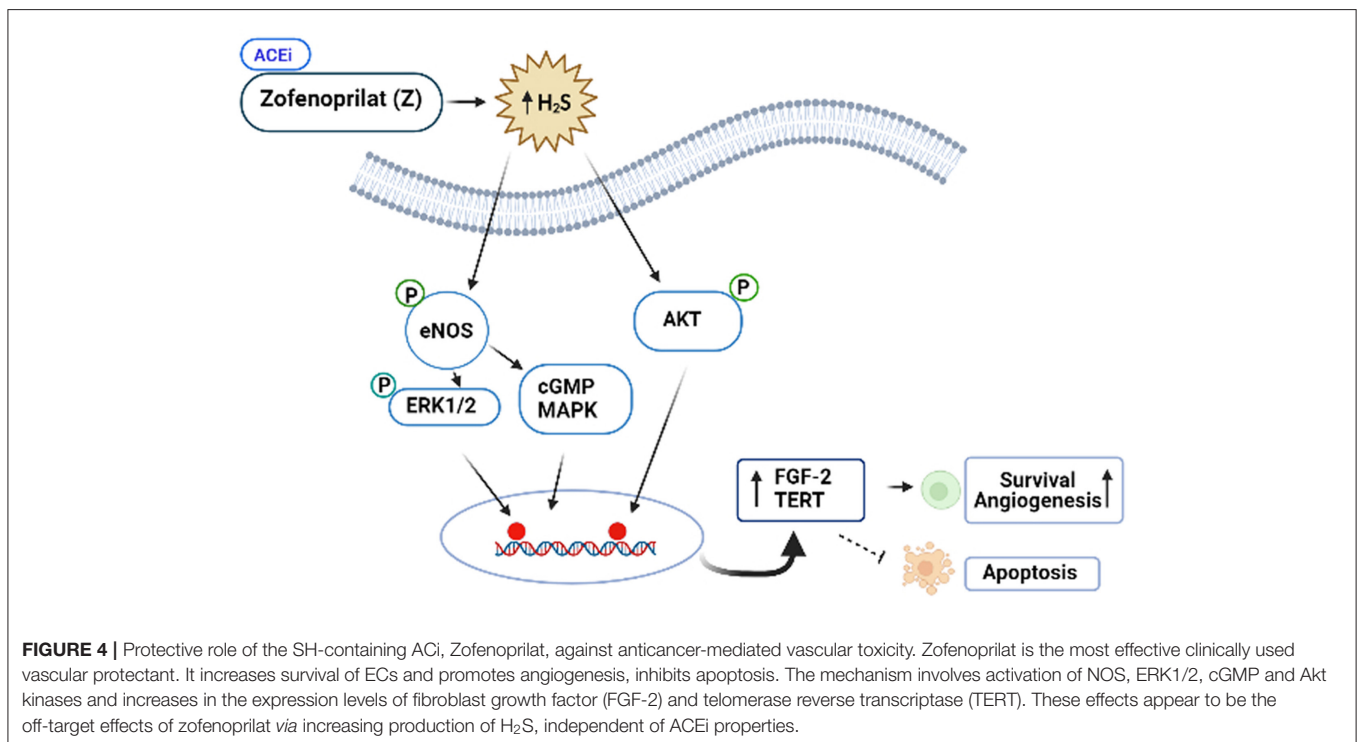 ACEi
Zofenoprilat (Z)
↑ H₂S
P
eNOS
P
AKT
P
ERK1/2
cGMP
MAPK
FGF-2
TERT
Survival
Angiogenesis
Apoptosis
FIGURE 4 | Protective role of the SH-containing ACi, Zofenoprilat, against anticancer-mediated vascular toxicity. Zofenoprilat is the most effective clinically used
vascular protectant. It increases survival of ECs and promotes angiogenesis, inhibits apoptosis. The mechanism involves activation of NOS, ERK1/2, cGMP and Akt
kinases and increases in the expression levels of fibroblast growth factor (FGF-2) and telomerase reverse transcriptase (TERT). These effects appear to be the
off-target effects of zofenoprilat via increasing production of H₂S, independent of ACEi properties.